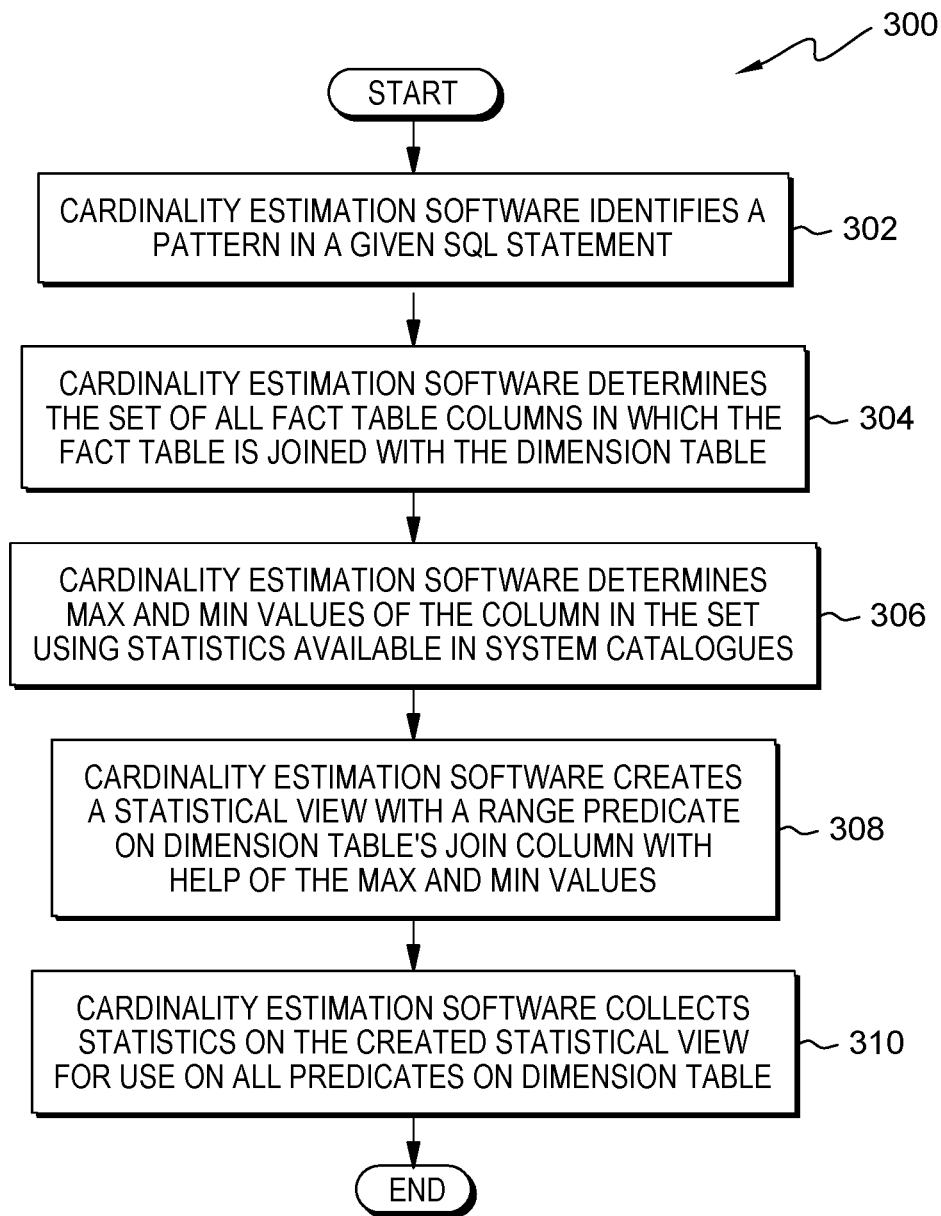 300
START
CARDINALITY ESTIMATION SOFTWARE IDENTIFIES A
PATTERN IN A GIVEN SQL STATEMENT
302
CARDINALITY ESTIMATION SOFTWARE DETERMINES
THE SET OF ALL FACT TABLE COLUMNS IN WHICH THE
FACT TABLE IS JOINED WITH THE DIMENSION TABLE
304
CARDINALITY ESTIMATION SOFTWARE DETERMINES
MAX AND MIN VALUES OF THE COLUMN IN THE SET
USING STATISTICS AVAILABLE IN SYSTEM CATALOGUES
306
CARDINALITY ESTIMATION SOFTWARE CREATES
A STATISTICAL VIEW WITH A RANGE PREDICATE
ON DIMENSION TABLE'S JOIN COLUMN WITH
HELP OF THE MAX AND MIN VALUES
308
CARDINALITY ESTIMATION SOFTWARE COLLECTS
STATISTICS ON THE CREATED STATISTICAL VIEW
FOR USE ON ALL PREDICATES ON DIMENSION TABLE
310
END